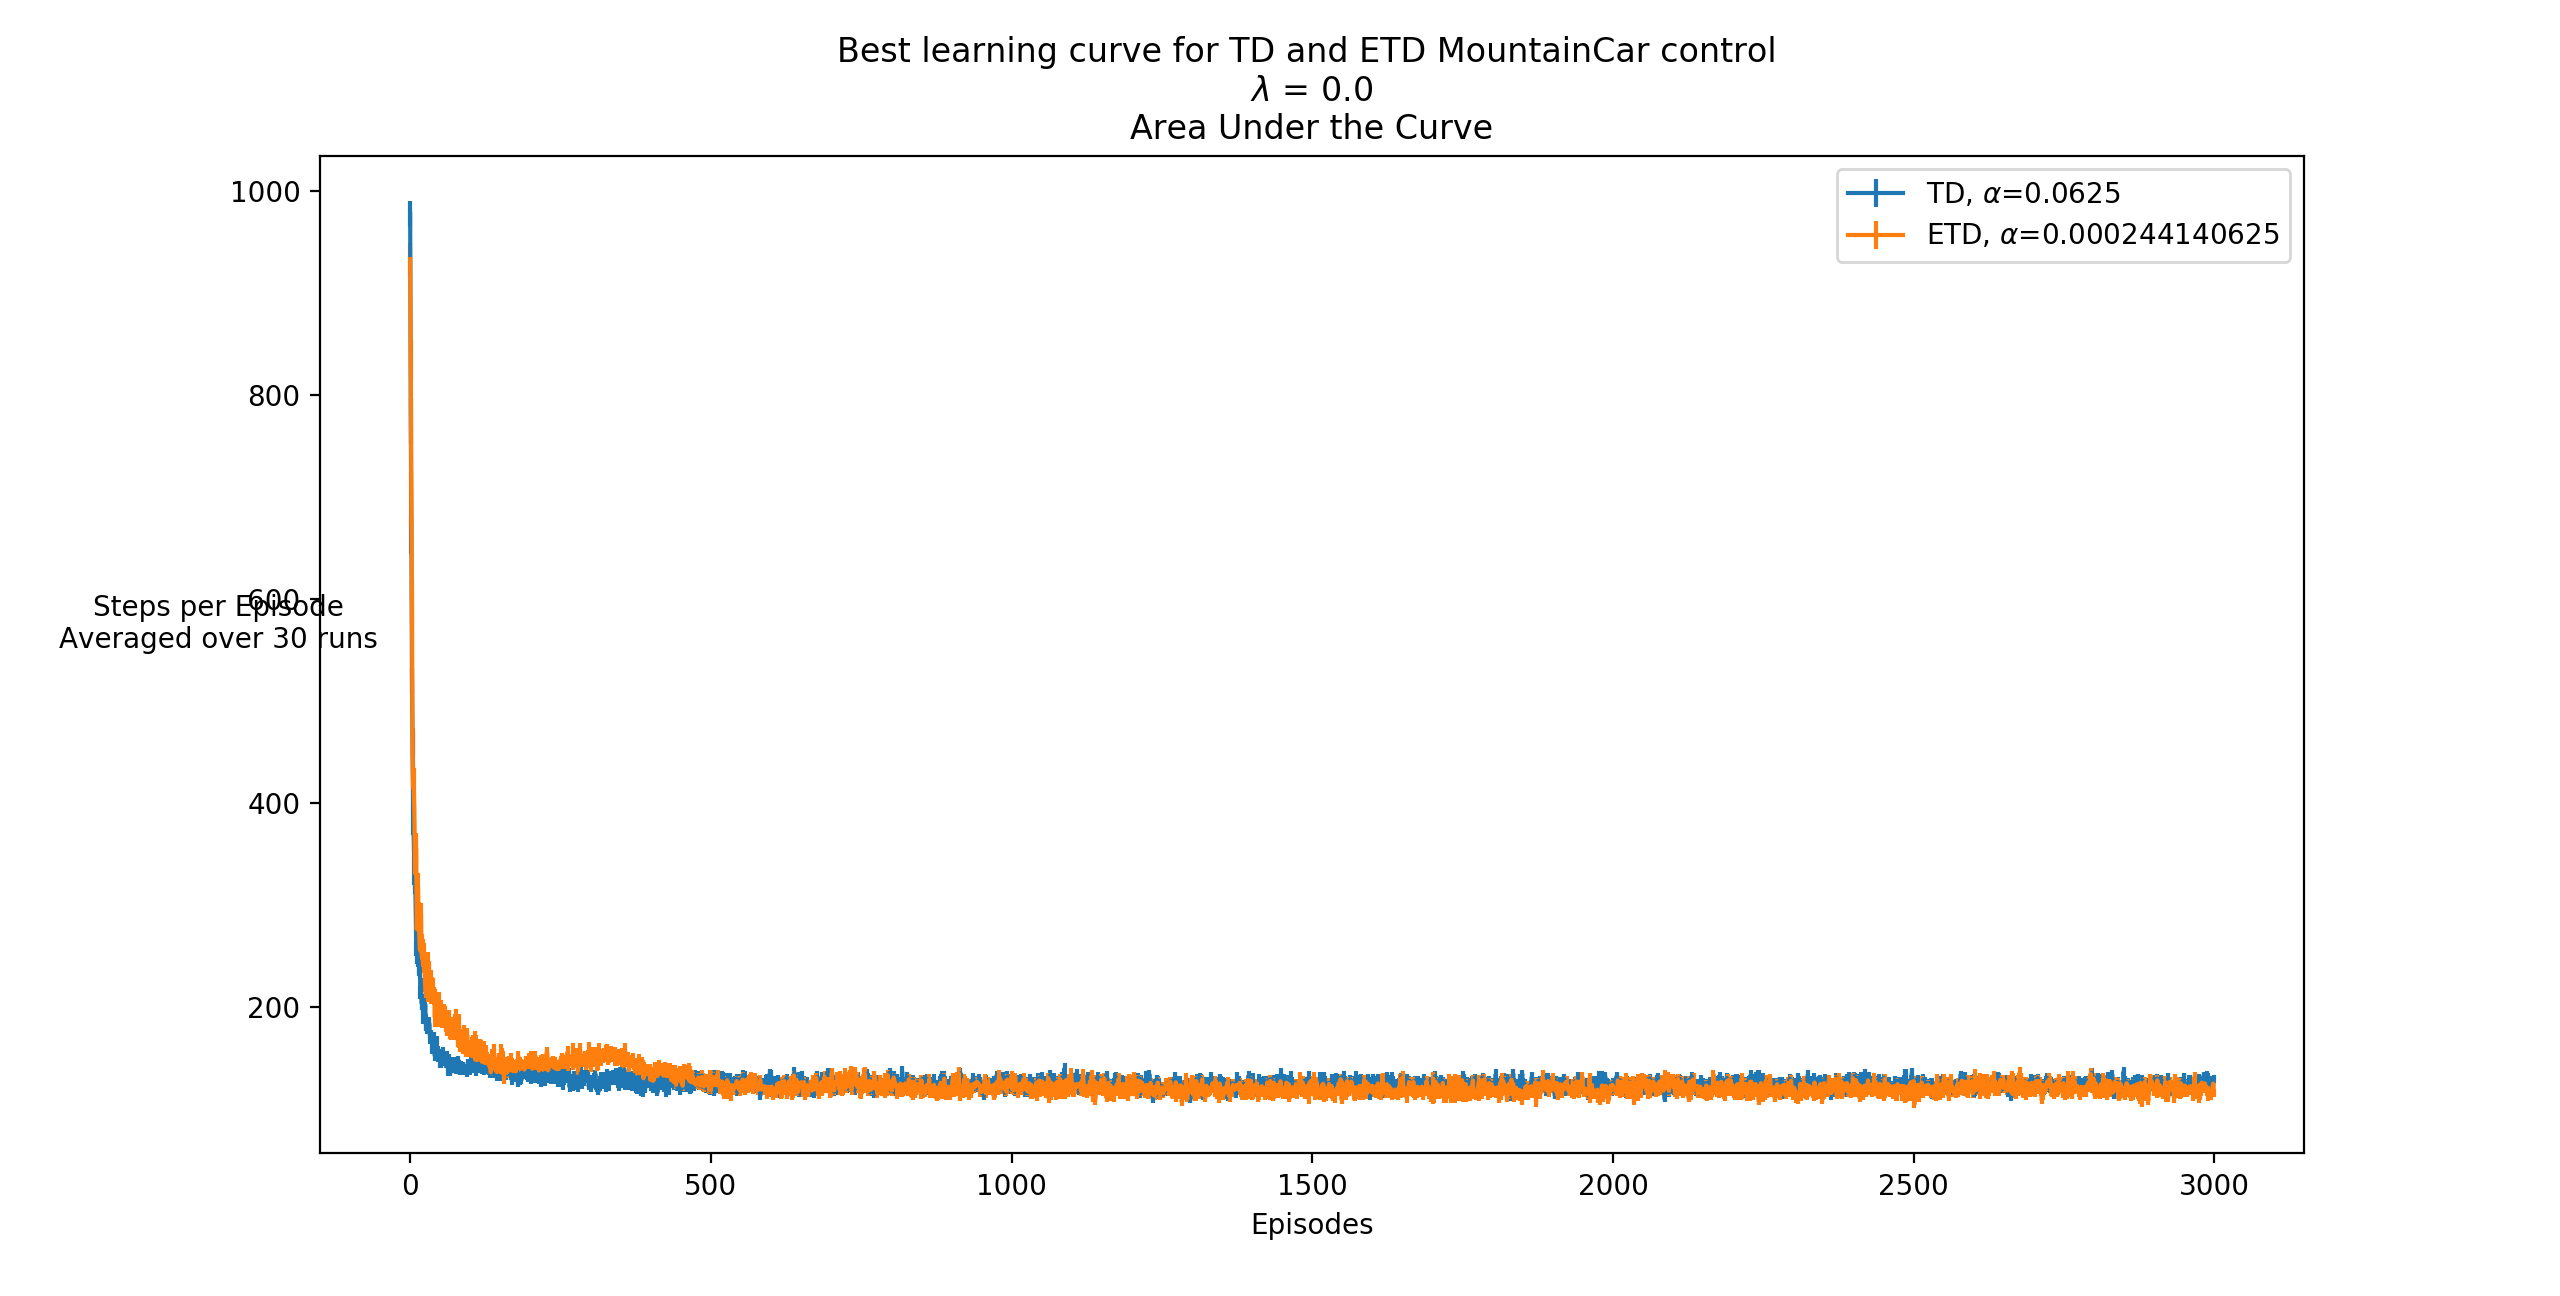 Best learning curve for TD and ETD MountainCar control
λ = 0.0
Area Under the Curve
TD, α=0.0625
ETD, α=0.000244140625
1000
800
600
400
200
Steps per Episode
Averaged over 30 runs
0 500 1000 1500 2000 2500 3000
Episodes